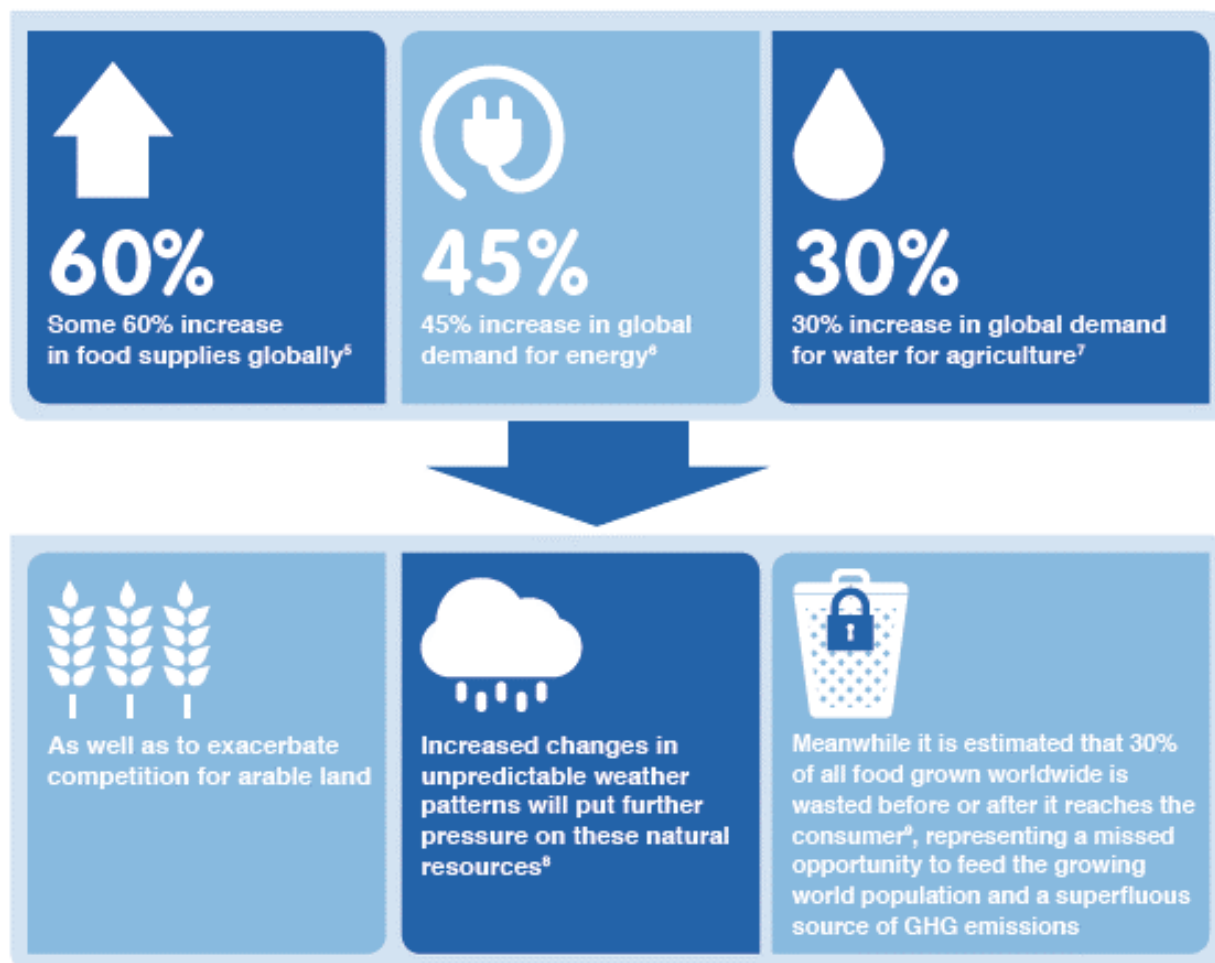 60%
Some 60% increase
in food supplies globally⁵
45%
45% increase in global
demand for energy⁶
30%
30% increase in global demand
for water for agriculture⁷
As well as to exacerbate
competition for arable land
Increased changes in
unpredictable weather
patterns will put further
pressure on these natural
resources⁸
Meanwhile it is estimated that 30%
of all food grown worldwide is
wasted before or after it reaches the
consumer⁹, representing a missed
opportunity to feed the growing
world population and a superfluous
source of GHG emissions